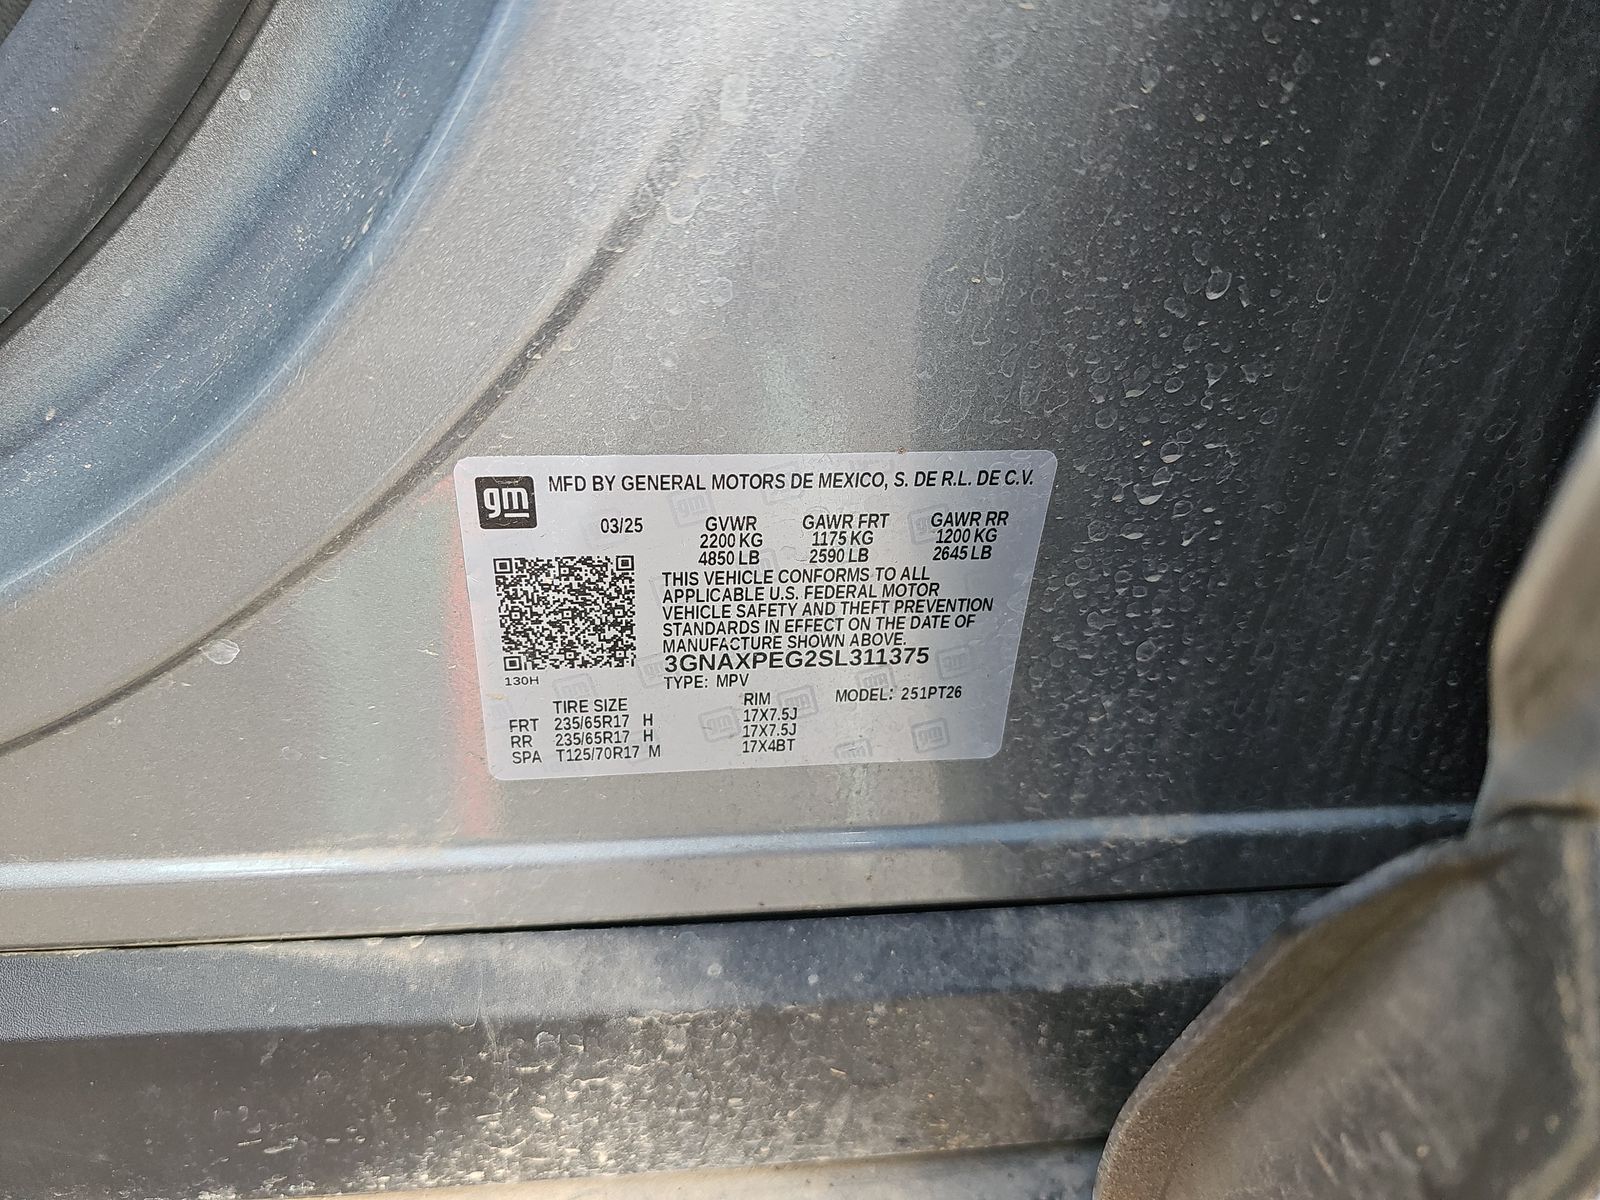 gm
MFD BY GENERAL MOTORS DE MEXICO, S. DE R.L. DE C.V.
03/25 GVWR GAWR FRT GAWR RR
2200 KG 1175 KG 1200 KG
4850 LB 2590 LB 2645 LB
THIS VEHICLE CONFORMS TO ALL
APPLICABLE U.S. FEDERAL MOTOR
VEHICLE SAFETY AND THEFT PREVENTION
STANDARDS IN EFFECT ON THE DATE OF
MANUFACTURE SHOWN ABOVE.
3GNAXPEG2SL311375
130H
TYPE: MPV
TIRE SIZE RIM MODEL: 251PT26
FRT 235/65R17 H 17X7.5J
RR 235/65R17 H 17X7.5J
SPA T125/70R17 M 17X4BT